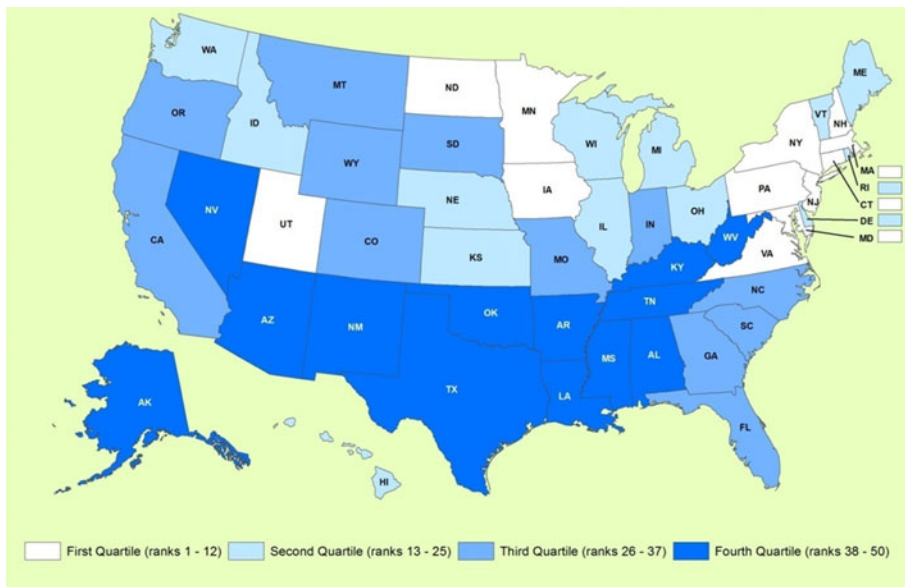 WA
ME
MT
ND
VT
MN
NH
OR
NY
ID
WI
SD
MI
MA
WY
RI
PA
IA
CT
NE
NJ
NV
OH
DE
UT
IN
IL
MD
CO
WV
VA
CA
KS
MO
KY
NC
TN
AZ
OK
NM
AR
SC
MS
AL
GA
TX
LA
AK
FL
HI
First Quartile (ranks 1 - 12)
Second Quartile (ranks 13 - 25)
Third Quartile (ranks 26 - 37)
Fourth Quartile (ranks 38 - 50)